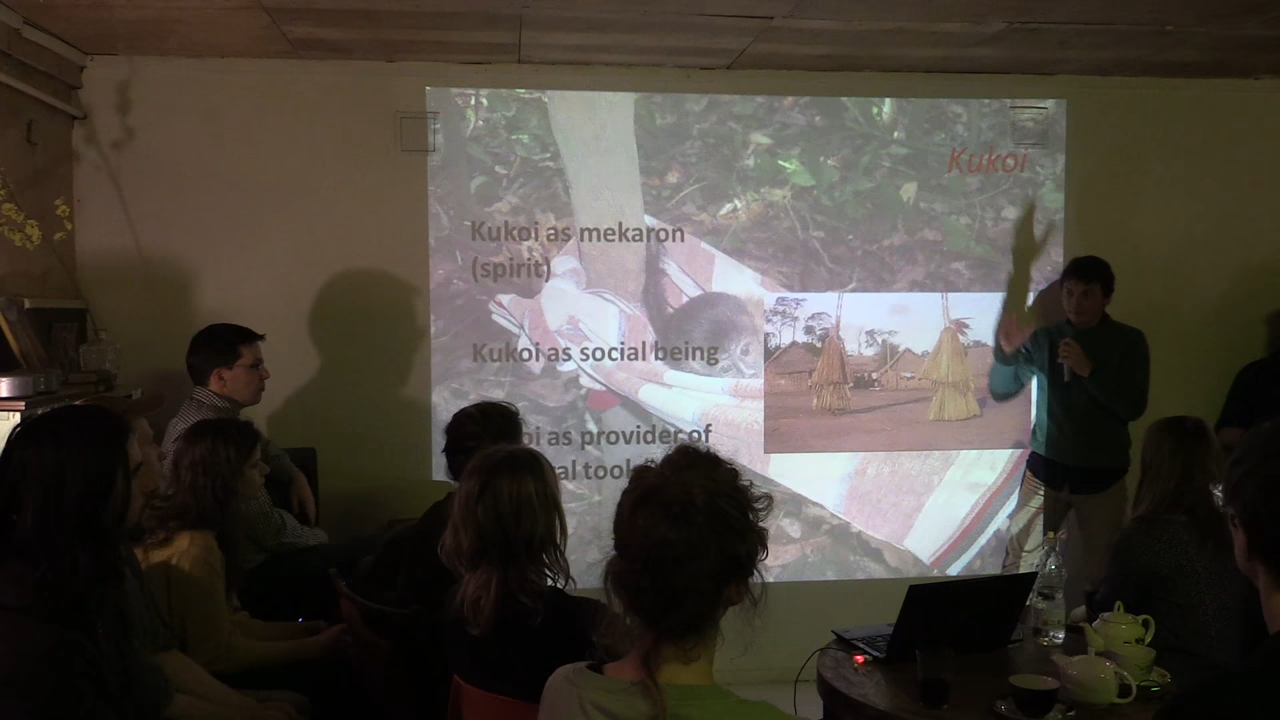 Kukoi
Kukoi as mekaron
(spirit)
Kukoi as social being
oi as provider of
al tool